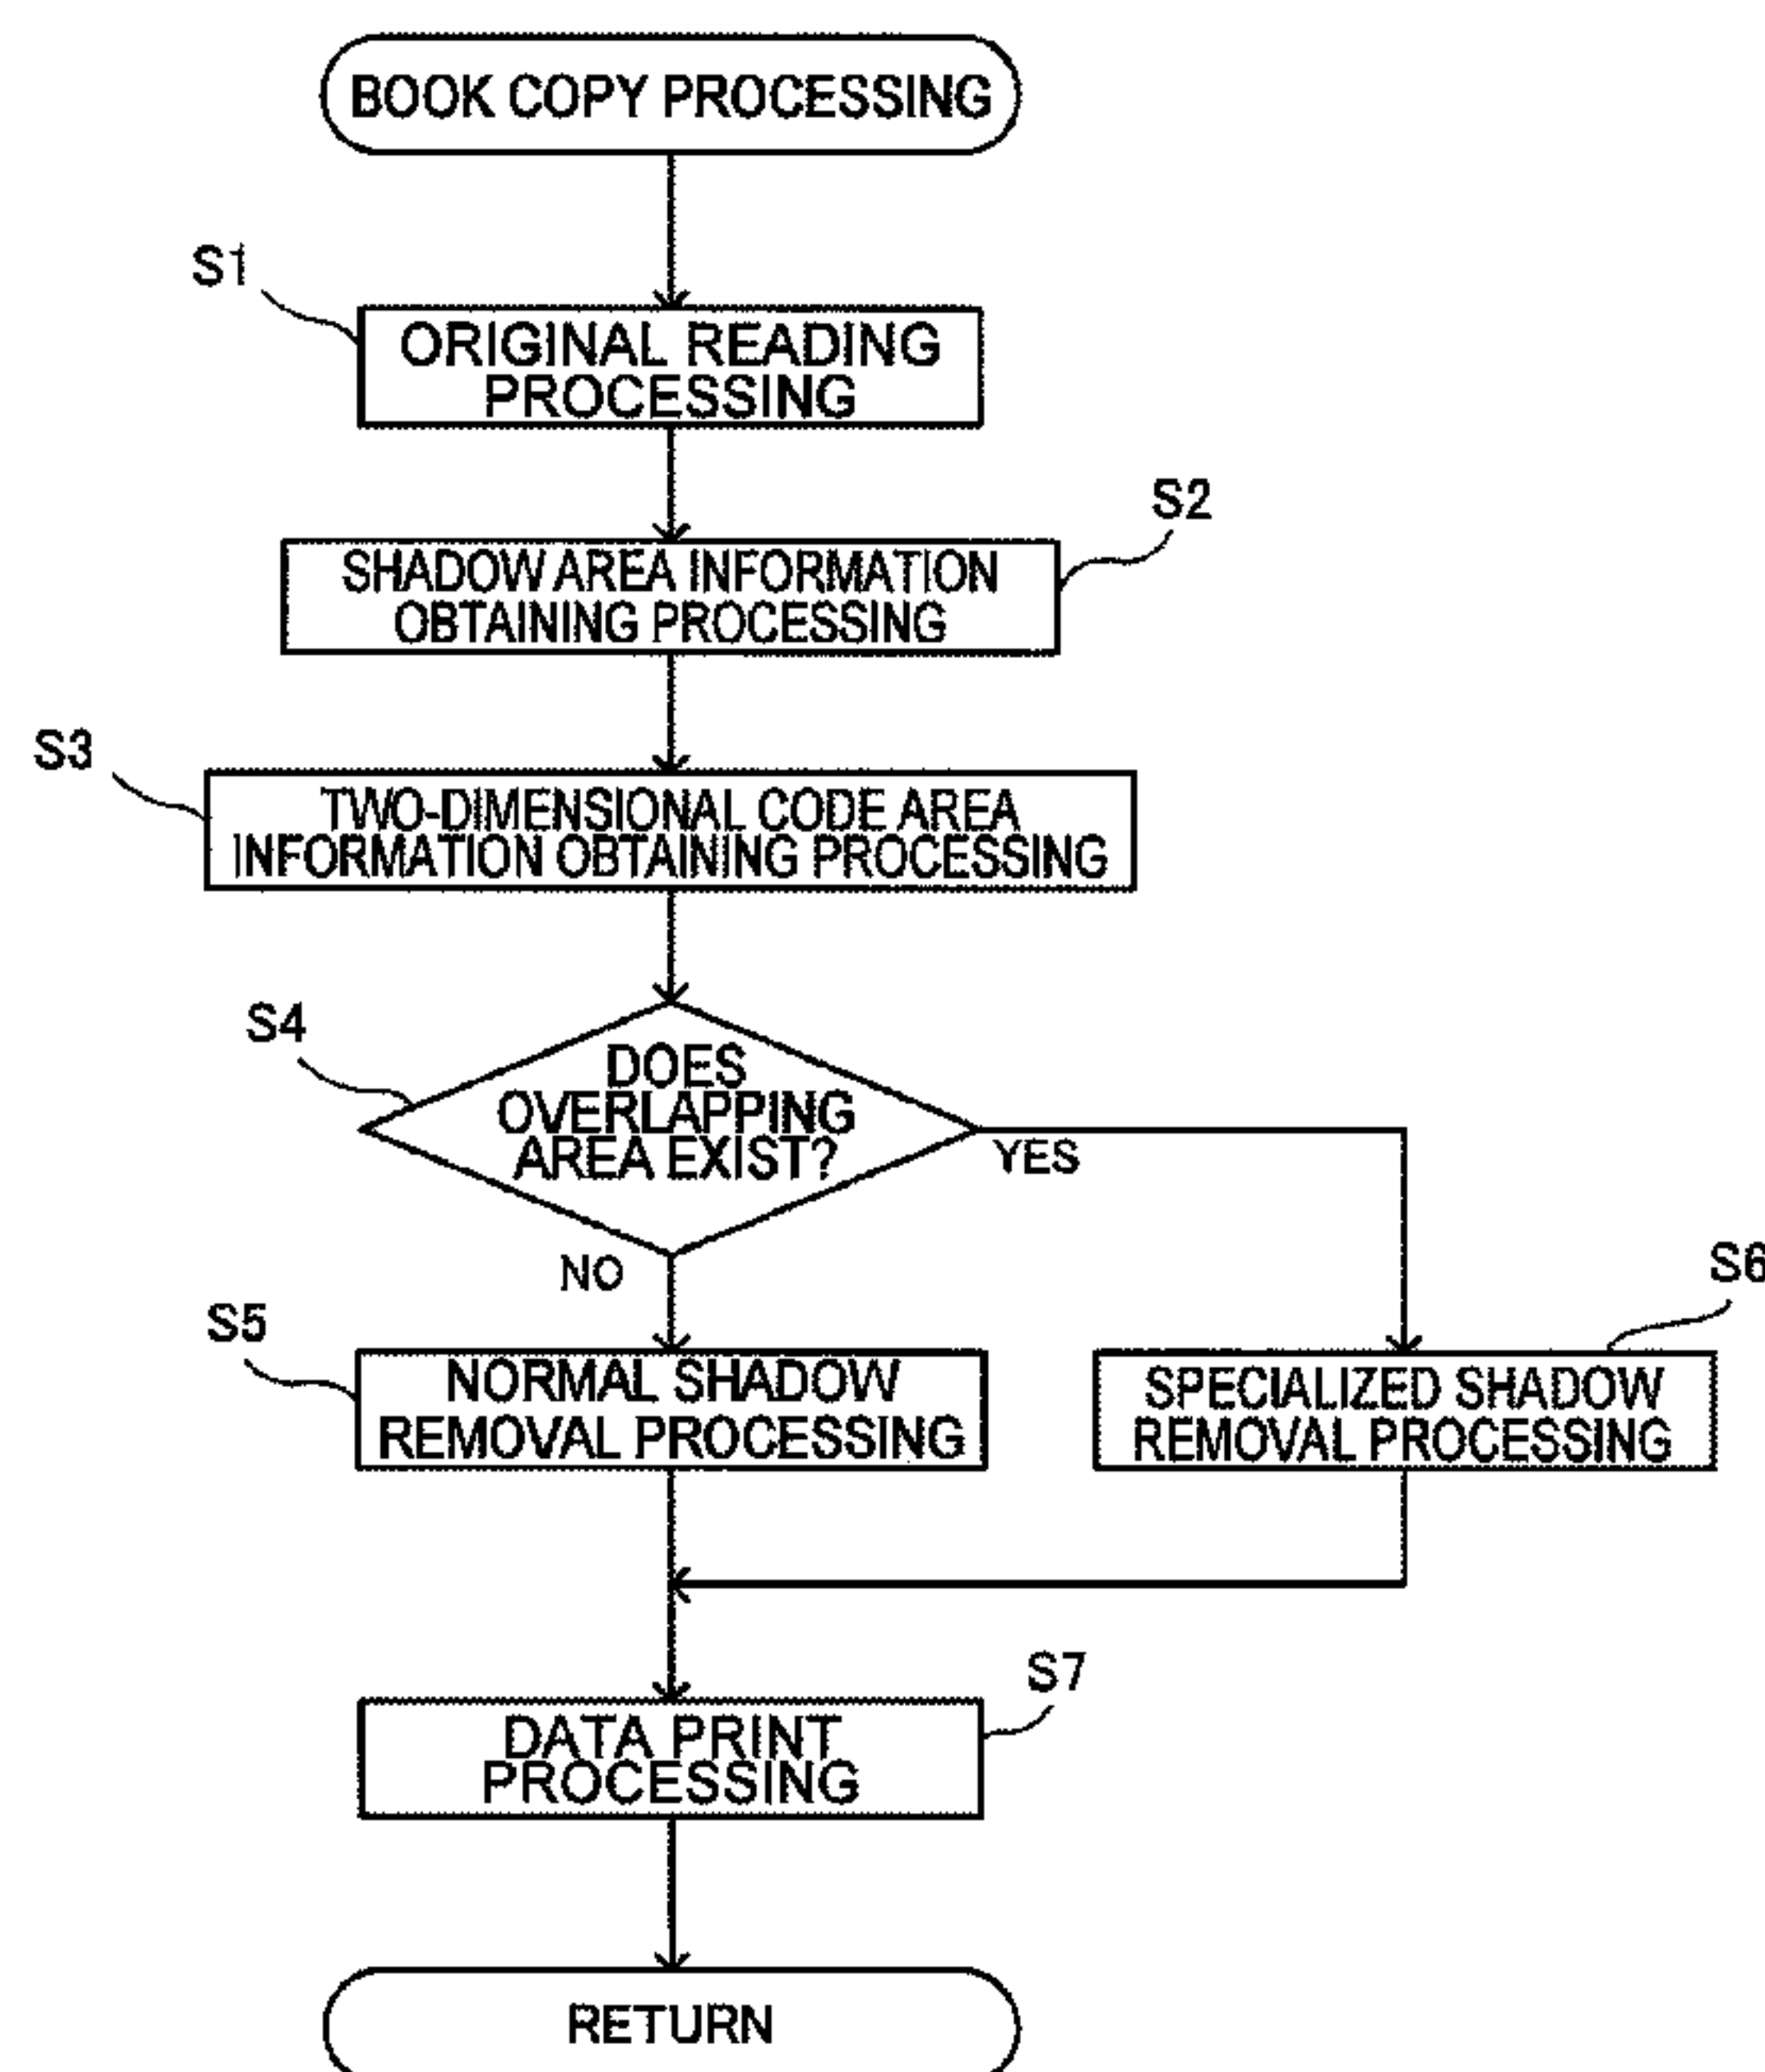 BOOK COPY PROCESSING
S1
ORIGINAL READING
PROCESSING
S2
SHADOW AREA INFORMATION
OBTAINING PROCESSING
S3
TWO-DIMENSIONAL CODE AREA
INFORMATION OBTAINING PROCESSING
S4
DOES
OVERLAPPING
AREA EXIST?
YES
NO
S5
NORMAL SHADOW
REMOVAL PROCESSING
S6
SPECIALIZED SHADOW
REMOVAL PROCESSING
S7
DATA PRINT
PROCESSING
RETURN